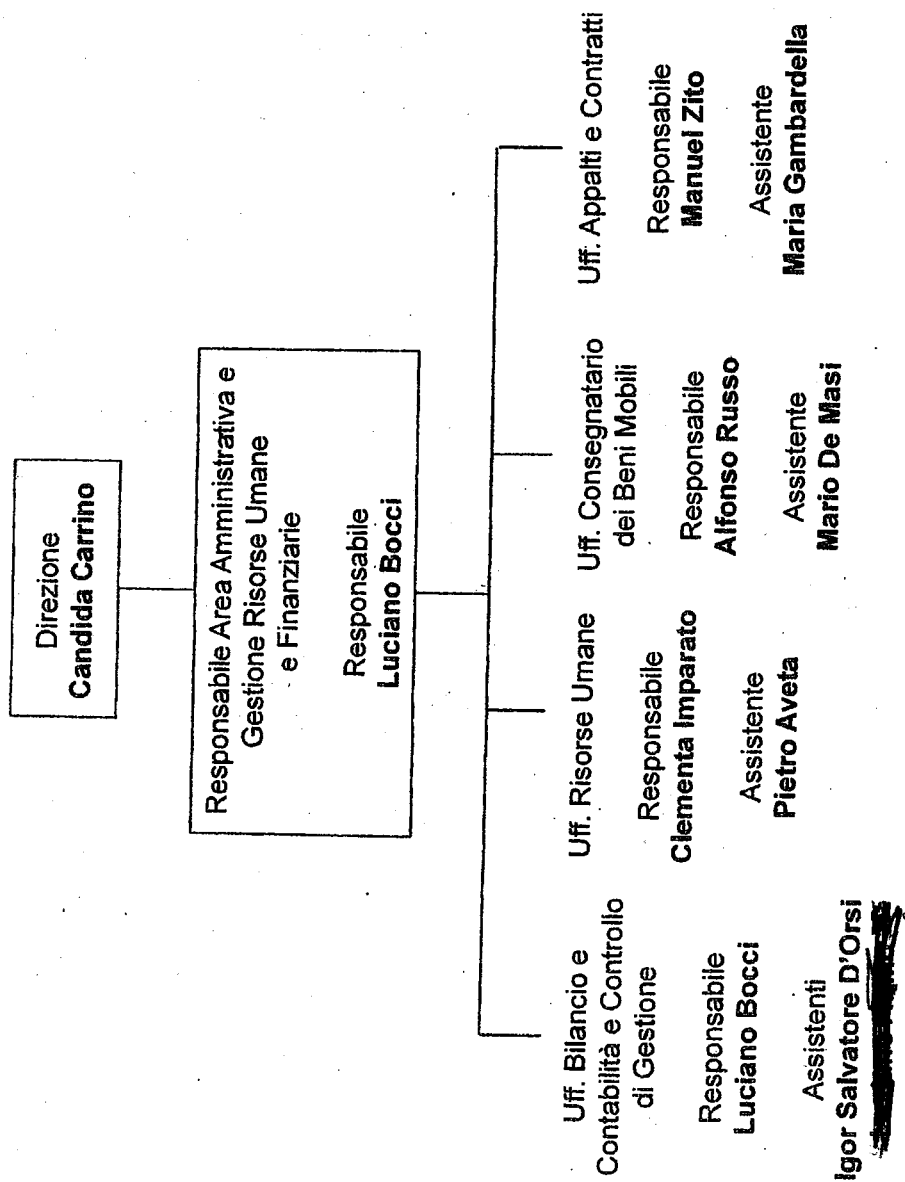 Direzione
Candida Carrino
Responsabile Area Amministrativa e
Gestione Risorse Umane
e Finanziarie
Responsabile
Luciano Bocci
Uff. Bilancio e
Contabilità e Controllo
di Gestione
Responsabile
Luciano Bocci
Assistenti
Igor Salvatore D'Orsi
Uff. Risorse Umane
Responsabile
Clementa Imparato
Assistente
Pietro Aveta
Uff. Consegnatario
dei Beni Mobili
Responsabile
Alfonso Russo
Assistente
Mario De Masi
Uff. Appalti e Contratti
Responsabile
Manuel Zito
Assistente
Maria Gambardella